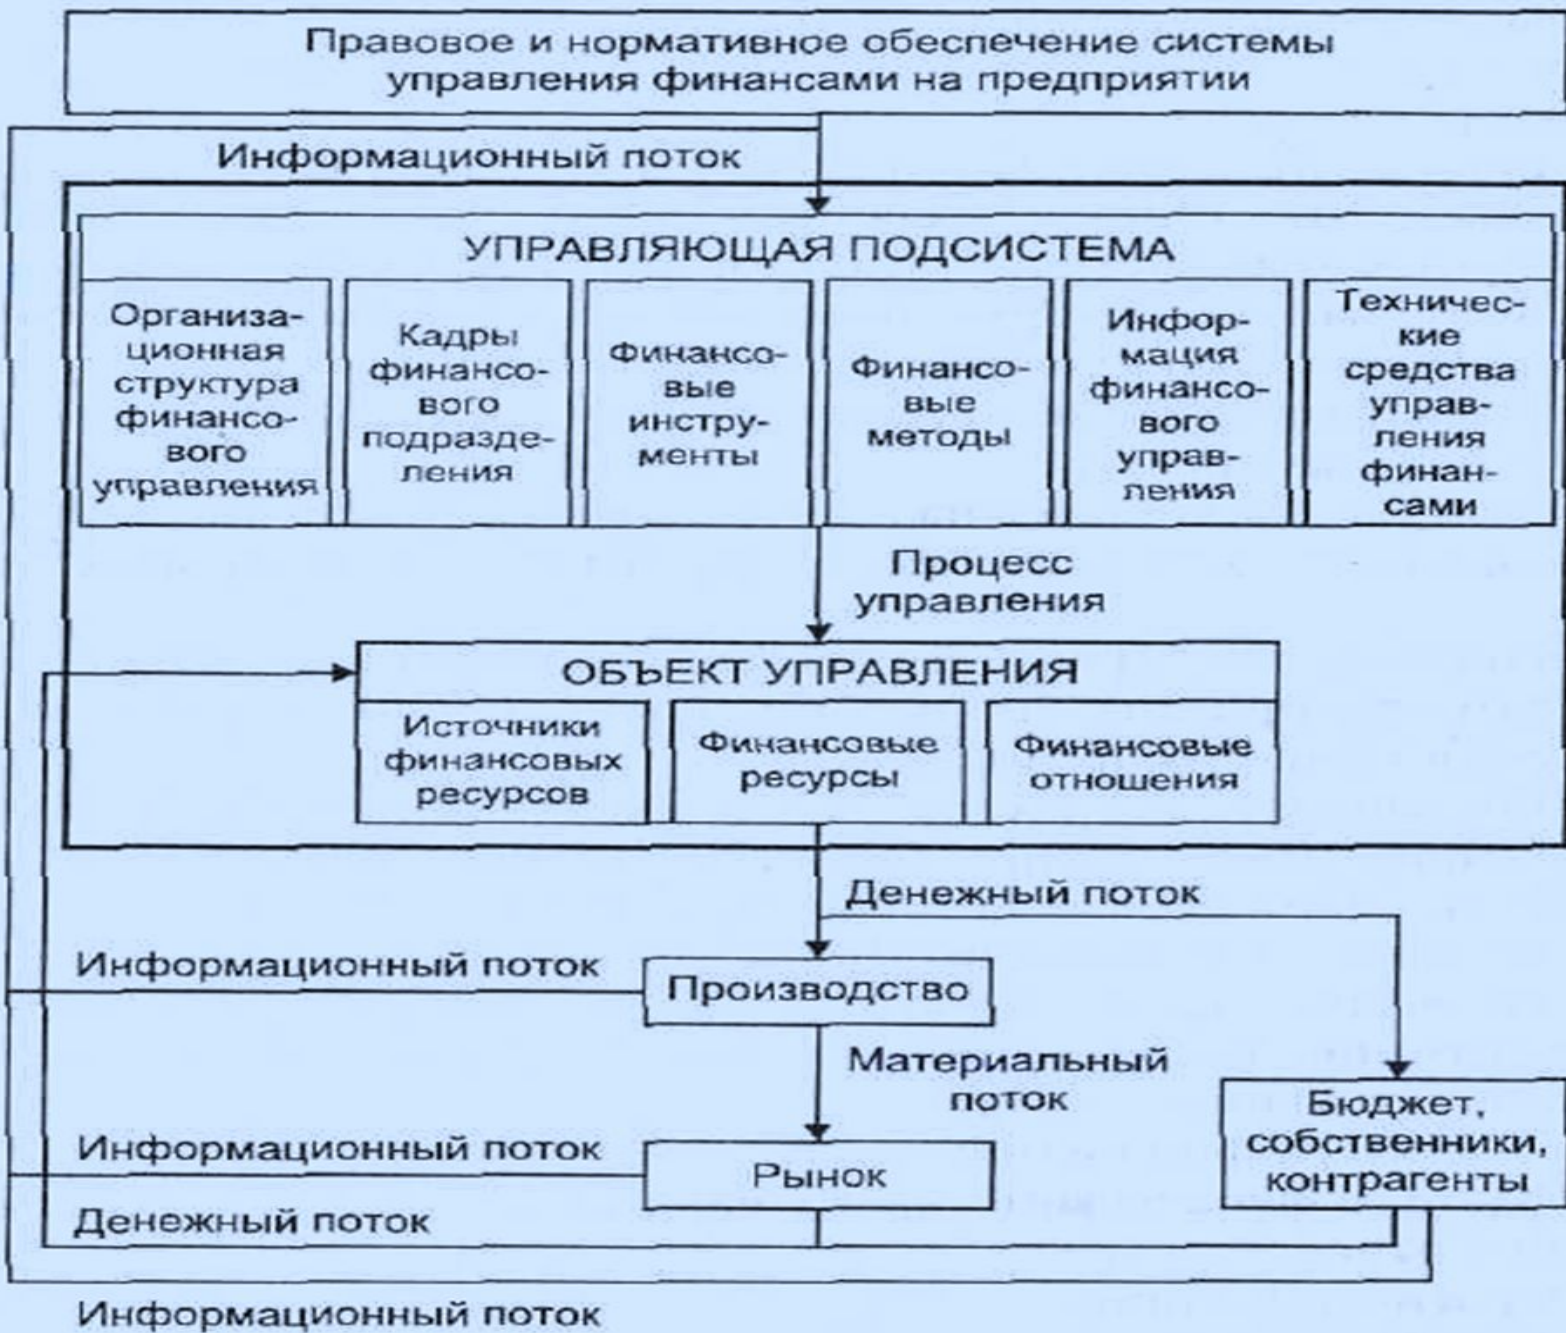 Правовое и нормативное обеспечение системы
управления финансами на предприятии
Информационный поток
УПРАВЛЯЮЩАЯ ПОДСИСТЕМА
Организа-
ционная
структура
финансо-
вого
управления
Кадры
финансо-
вого
подразде-
ления
Финансо-
вые
инстру-
менты
Финансо-
вые
методы
Инфор-
мация
финансо-
вого
управ-
ления
Техничес-
кие
средства
управ-
ления
финан-
сами
Процесс
управления
ОБЪЕКТ УПРАВЛЕНИЯ
Источники
финансовых
ресурсов
Финансовые
ресурсы
Финансовые
отношения
Денежный поток
Информационный поток
Производство
Материальный
поток
Бюджет,
собственники,
контрагенты
Информационный поток
Рынок
Денежный поток
Информационный поток